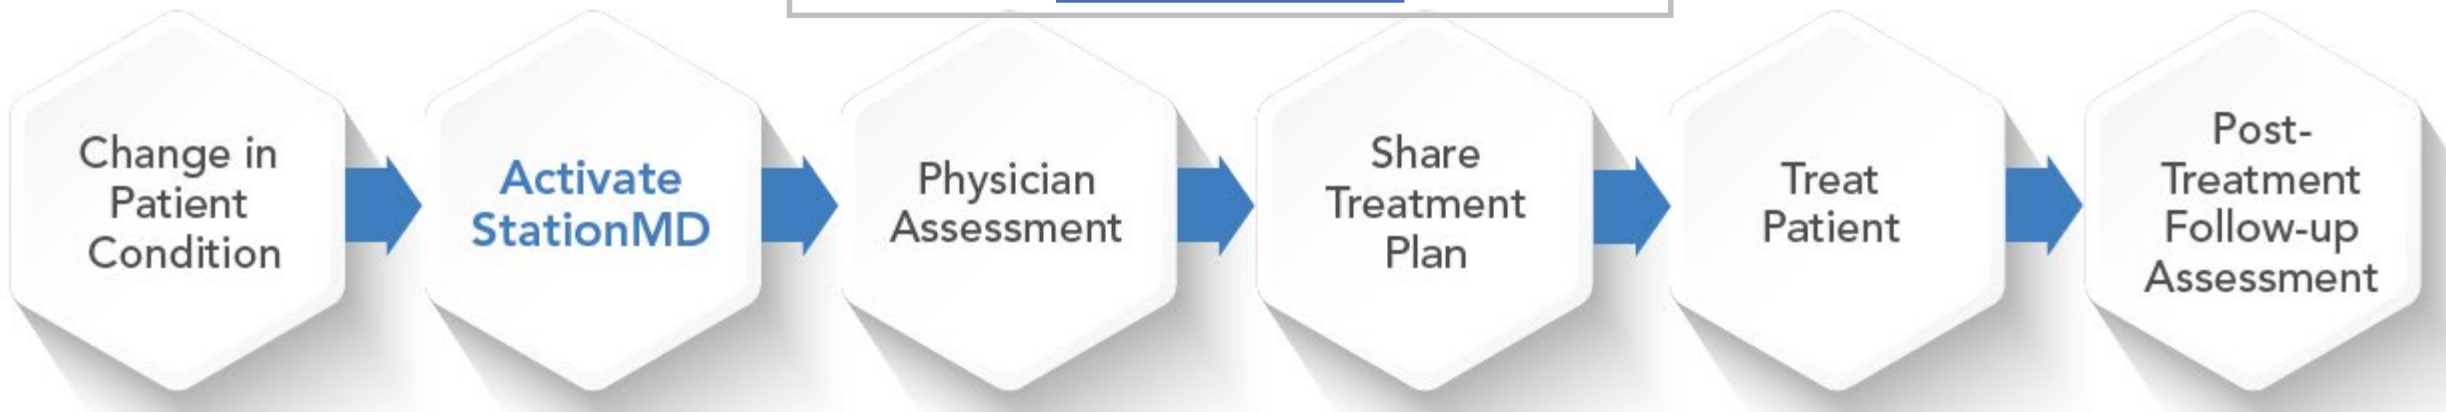 Change in
Patient
Condition
Activate
StationMD
Physician
Assessment
Share
Treatment
Plan
Treat
Patient
Post-
Treatment
Follow-up
Assessment